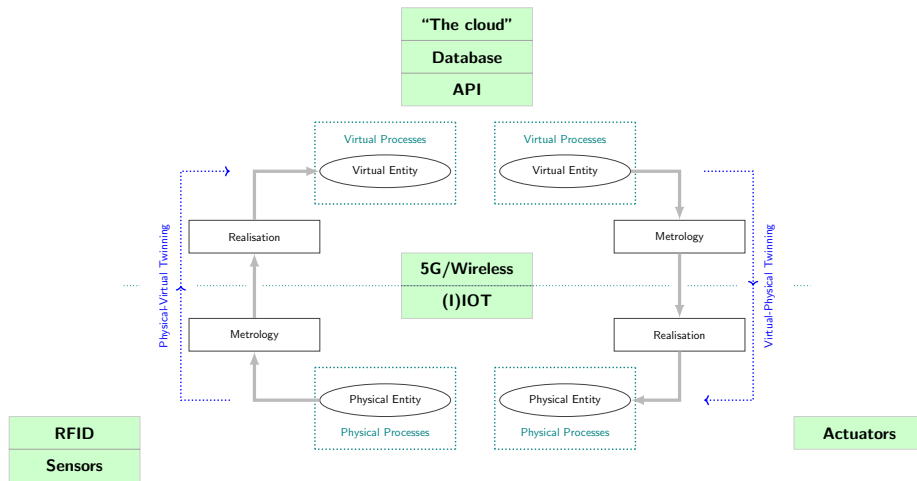 “The cloud”
Database
API
Virtual Processes
Virtual Entity
Virtual Processes
Virtual Entity
Realisation
Metrology
Physical-Virtual Twinning
Virtual-Physical Twinning
5G/Wireless
(I)IOT
Metrology
Realisation
Physical Entity
Physical Processes
Physical Entity
Physical Processes
RFID
Sensors
Actuators